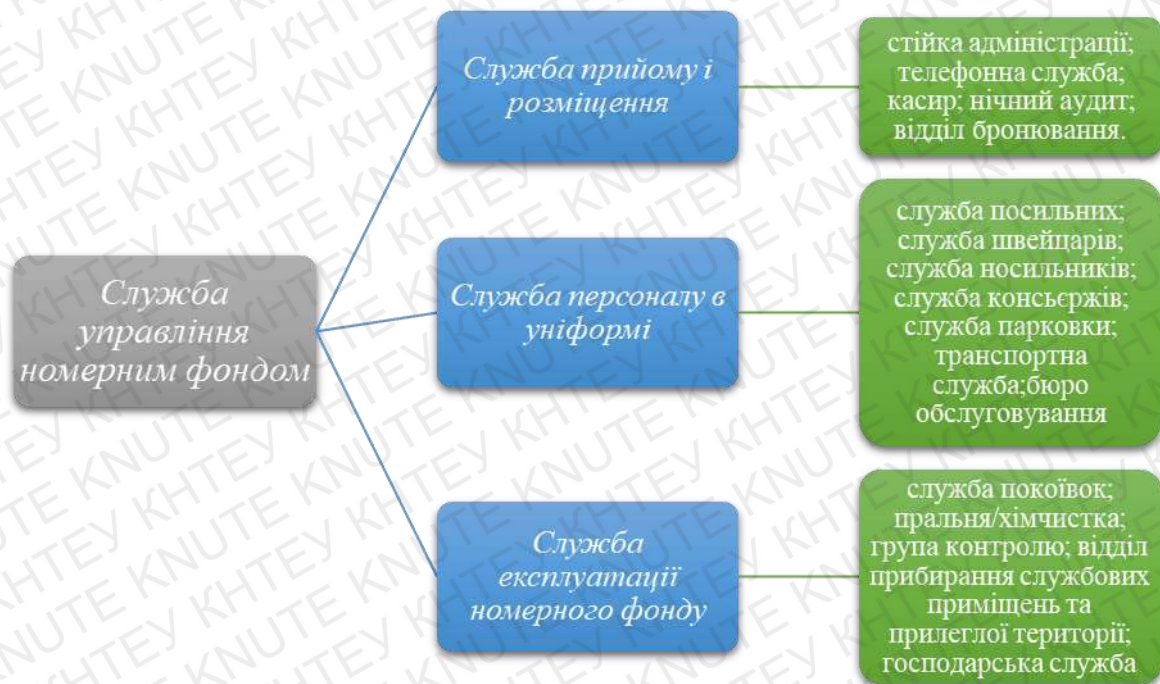 Служба
управління
номерним фондом
Служба прийому і
розміщення
стійка адміністрації;
телефонна служба;
касир; нічний аудит;
відділ бронювання.
Служба персоналу в
уніформі
служба посильних;
служба швейцарів;
служба носильників;
служба консьєржів;
служба парковки;
транспортна
служба;бюро
обслуговування
Служба
експлуатації
номерного фонду
служба покоївок;
пральня/хімчистка;
група контролю; відділ
прибирання службових
приміщень та
прилеглої території;
господарська служба